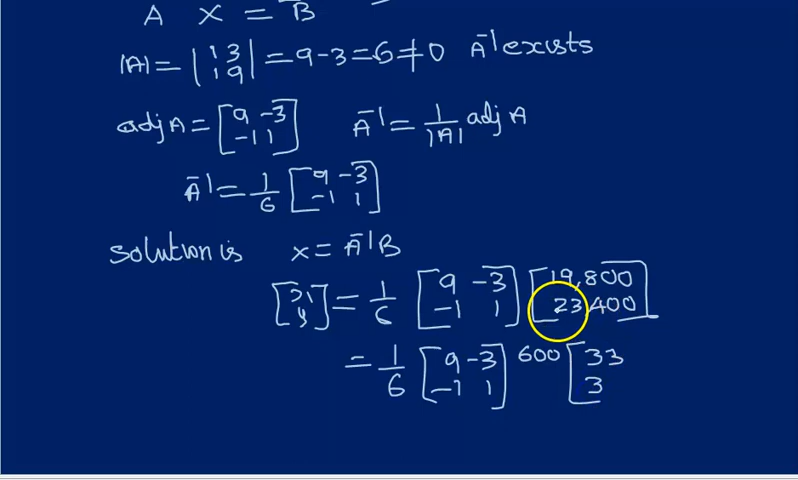 A X = B
|A| = |1 3 1 9| = 9-3 = 6 ≠ 0 A⁻¹ exists
adj A = [9 -3 -1 1] A⁻¹ = 1/|A| adj A
A⁻¹ = 1/6 [9 -3 -1 1]
Solution is x = A⁻¹B
[x y] = 1/6 [9 -3 -1 1] [19,800 23,400]
= 1/6 [9 -3 -1 1] 600 [33 3